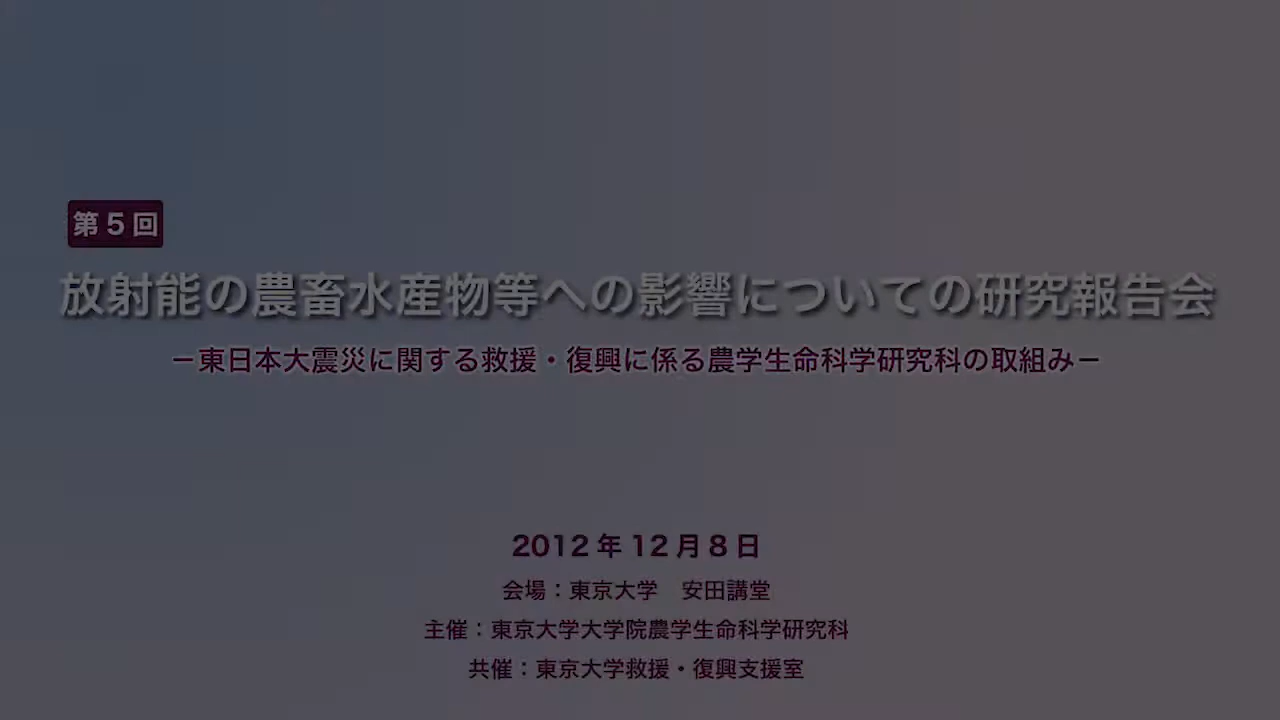 第5回
放射能の農畜水産物等への影響についての研究報告会
－東日本大震災に関する救援・復興に係る農学生命科学研究科の取組み－
2012年12月8日
会場：東京大学　安田講堂
主催：東京大学大学院農学生命科学研究科
共催：東京大学救援・復興支援室